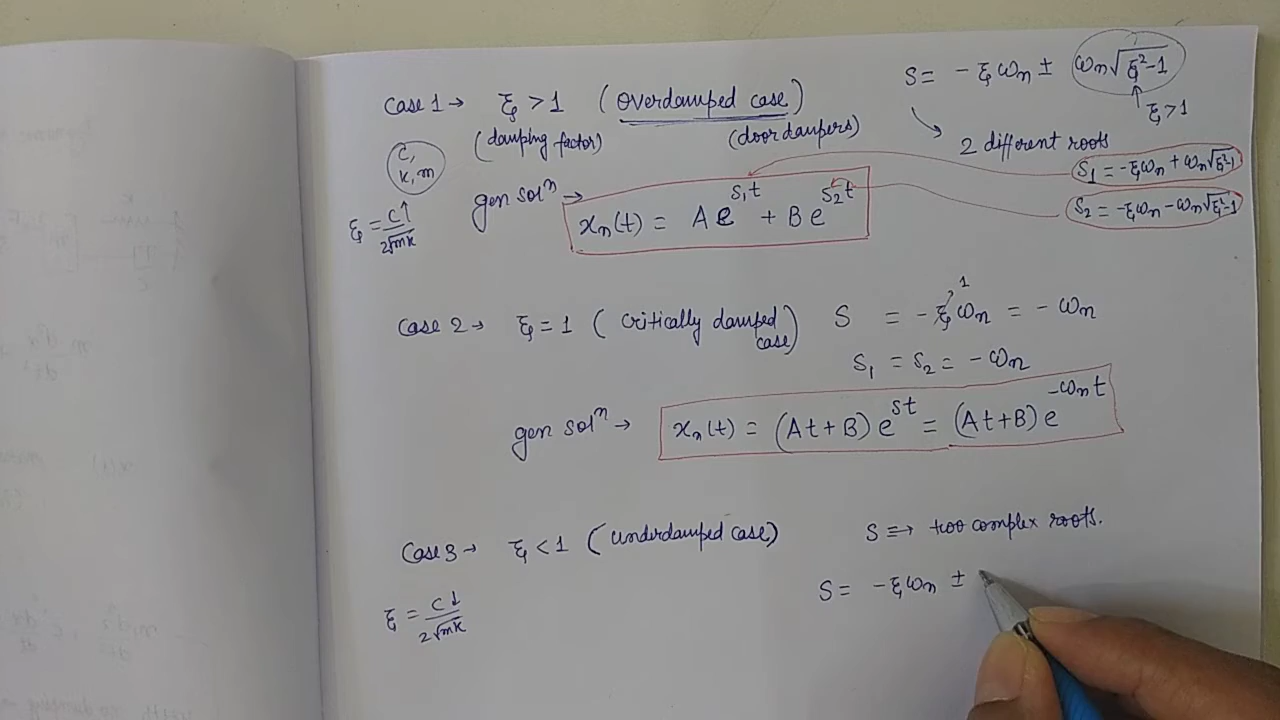 Case 1→ ξ > 1 (overdamped case)
(damping factor) (door dampers)
S = - ξωn ± ωn√ξ²-1
ξ > 1
2 different roots
C,
k, m
gen solⁿ →
xn(t) = A e^{s₁t} + B e^{s₂t}
S₁ = -ξωn + ωn√ξ²-1
S₂ = -ξωn - ωn√ξ²-1
ξ = C↑/2√mk
Case 2→ ξ = 1 (critically damped case)
S = -ξωn = - ωn
1
S₁ = S₂ = - ωn
gen solⁿ →
xn(t) = (At+B) e^{st} = (At+B) e^{-ωnt}
Case 3→ ξ < 1 (underdamped case)
S ⇒ two complex roots.
ξ = C↓/2√mk
S = -ξωn ±